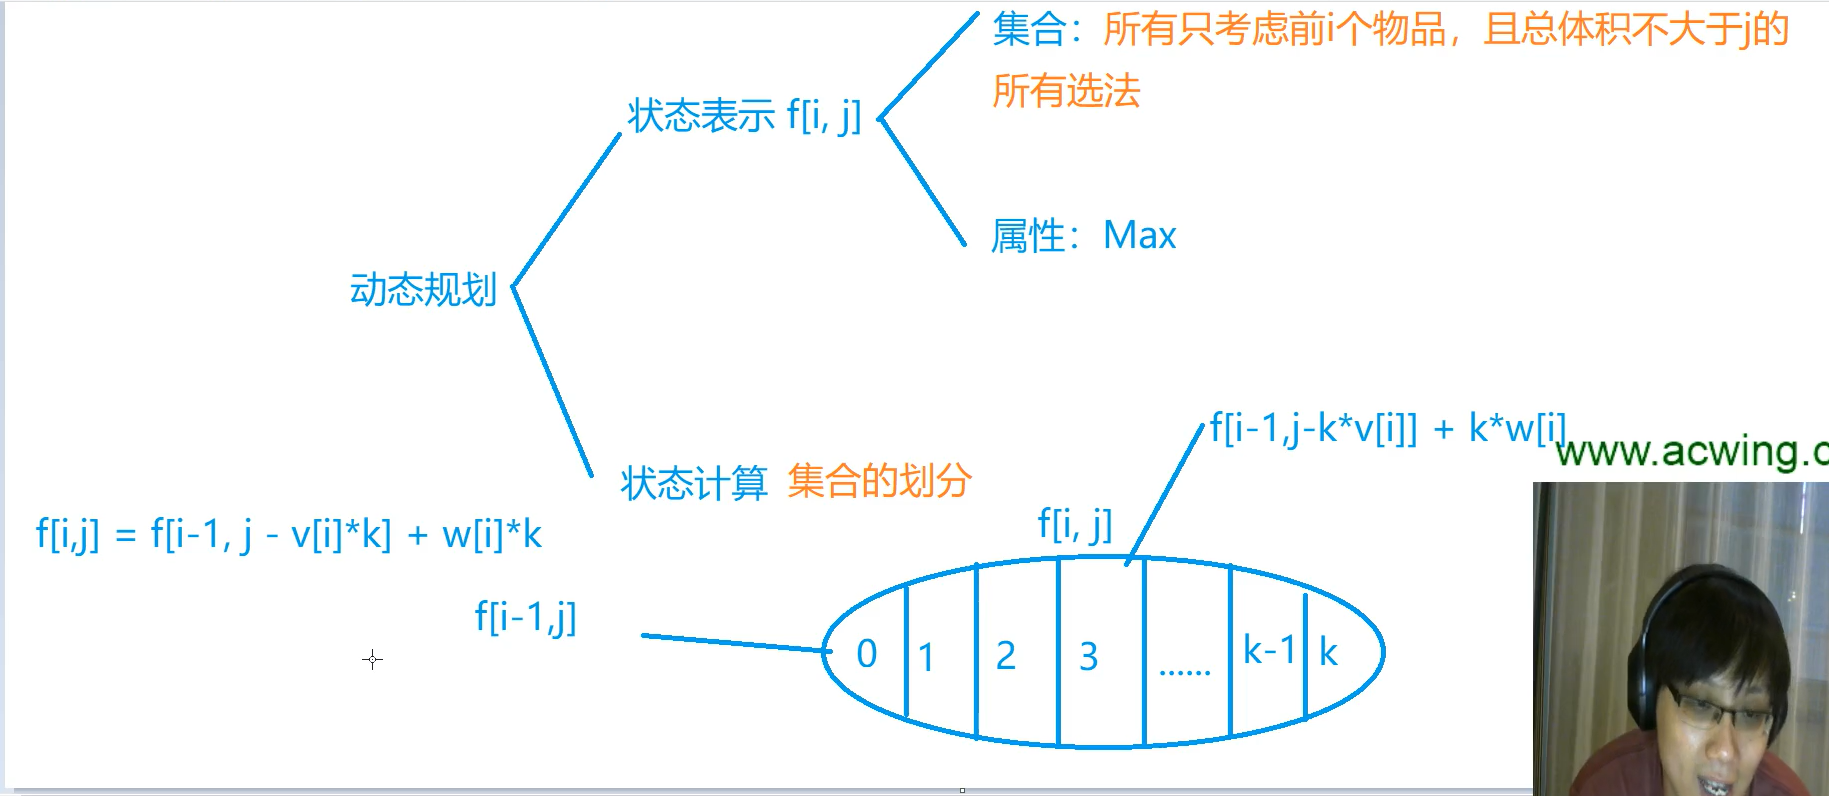 集合：所有只考虑前i个物品，且总体积不大于j的
所有选法
状态表示 f[i, j]
属性：Max
动态规划
f[i-1,j-k*v[i]] + k*w[i]
www.acwing.c
状态计算 集合的划分
f[i,j] = f[i-1, j - v[i]*k] + w[i]*k
f[i, j]
f[i-1,j]
0 1 2 3 ...... k-1 k